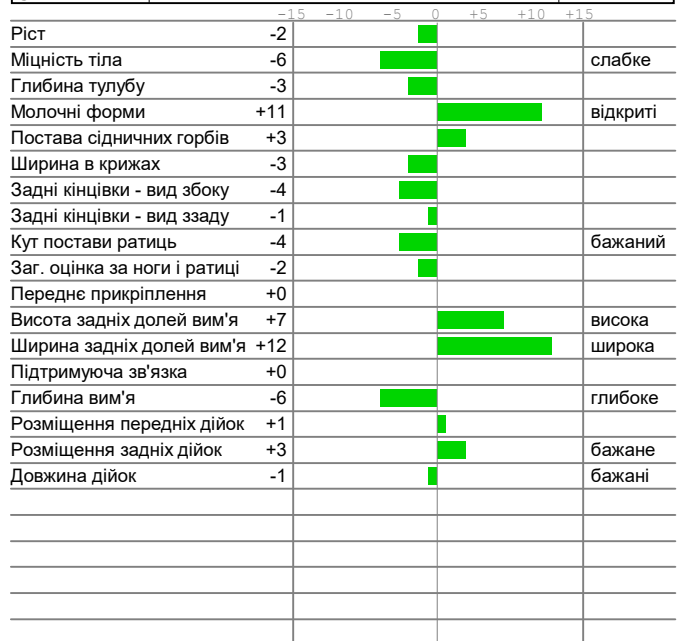 -15 -10 -5 0 +5 +10 +15
Ріст -2
Міцність тіла -6 слабке
Глибина тулубу -3
Молочні форми +11 відкриті
Постава сідничних горбів +3
Ширина в крижах -3
Задні кінцівки - вид збоку -4
Задні кінцівки - вид ззаду -1
Кут постави ратиць -4 бажаний
Заг. оцінка за ноги і ратиці -2
Переднє прикріплення +0
Висота задніх долей вим'я +7 висока
Ширина задніх долей вим'я +12 широка
Підтримуюча зв'язка +0
Глибина вим'я -6 глибоке
Розміщення передніх дійок +1
Розміщення задніх дійок +3 бажане
Довжина дійок -1 бажані